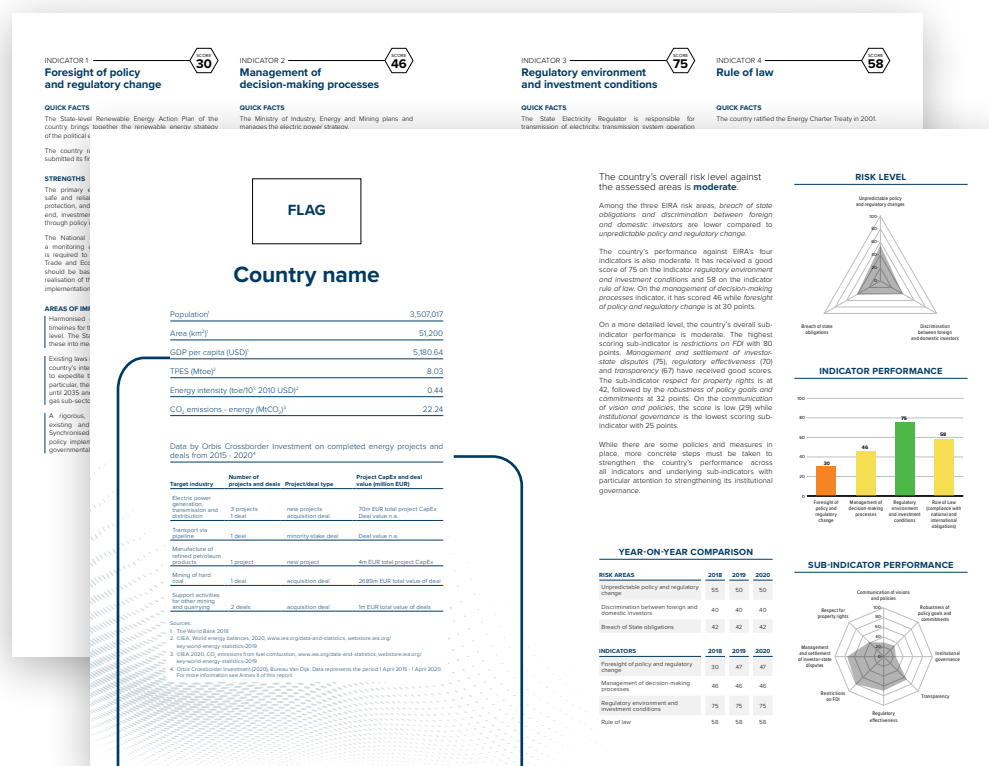 INDICATOR 1
SCORE
30
Foresight of policy
and regulatory change
QUICK FACTS
The State-level Renewable Energy Action Plan of the
country brings together the renewable energy strategy
of the political e
The country
submitted its fi
STRENGTHS
The primary
safe and relia
protection, and
end, investmen
through policy
The National
a monitoring
is required to
Trade and Eco
should be bas
realisation of th
implementation
AREAS OF IM
Harmonised
timelines for th
level. The Sta
these into me
Existing laws
country's inte
to expedite t
particular, the
until 2035 an
gas sub-secto
A rigorous,
existing and
Synchronised
policy implem
governmental
INDICATOR 2
SCORE
46
Management of
decision-making processes
QUICK FACTS
The Ministry of Industry, Energy and Mining plans and
manages the electric power strategy.
INDICATOR 3
SCORE
75
Regulatory environment
and investment conditions
QUICK FACTS
The State Electricity Regulator is responsible for
transmission of electricity, transmission system operation
INDICATOR 4
SCORE
58
Rule of law
QUICK FACTS
The country ratified the Energy Charter Treaty in 2001.
FLAG
Country name
Population¹ 3,507,017
Area (km²)¹ 51,200
GDP per capita (USD)¹ 5,180.64
TPES (Mtoe)² 8.03
Energy intensity (toe/10³ 2010 USD)² 0.44
CO₂ emissions - energy (MtCO₂)³ 22.24
Data by Orbis Crossborder Investment on completed energy projects and
deals from 2015 - 2020⁴
Target industry Number of projects and deals Project/deal type Project CapEx and deal value (million EUR)
Electric power
generation,
transmission and 3 projects new projects 70m EUR total project CapEx
distribution 1 deal acquisition deal Deal value n.a.
Transport via
pipeline 1 deal minority stake deal Deal value n.a.
Manufacture of
refined petroleum
products 1 project new project 4m EUR total project CapEx
Mining of hard
coal 1 deal acquisition deal 2689m EUR total value of deal
Support activities
for other mining
and quarrying 2 deals acquisition deal 1m EUR total value of deals
Sources:
1. The World Bank 2018
2. ©IEA, World energy balances, 2020, www.iea.org/data-and-statistics, webstore.iea.org/
key-world-energy-statistics-2019
3. ©IEA 2020, CO₂ emissions from fuel combustion, www.iea.org/data-and-statistics, webstore.iea.org/
key-world-energy-statistics-2019
4. Orbis Crossborder Investment (2020), Bureau Van Dijk. Data represents the period 1 April 2015 - 1 April 2020.
For more information see Annex II of this report.
The country's overall risk level against
the assessed areas is moderate.
Among the three EIRA risk areas, breach of state
obligations and discrimination between foreign
and domestic investors are lower compared to
unpredictable policy and regulatory change.
The country's performance against EIRA's four
indicators is also moderate. It has received a good
score of 75 on the indicator regulatory environment
and investment conditions and 58 on the indicator
rule of law. On the management of decision-making
processes indicator, it has scored 46 while foresight
of policy and regulatory change is at 30 points.
On a more detailed level, the country's overall sub-
indicator performance is moderate. The highest
scoring sub-indicator is restrictions on FDI with 80
points. Management and settlement of investor-
state disputes (75), regulatory effectiveness (70)
and transparency (67) have received good scores.
The sub-indicator respect for property rights is at
42, followed by the robustness of policy goals and
commitments at 32 points. On the communication
of vision and policies, the score is low (29) while
institutional governance is the lowest scoring sub-
indicator with 25 points.
While there are some policies and measures in
place, more concrete steps must be taken to
strengthen the country's performance across
all indicators and underlying sub-indicators with
particular attention to strengthening its institutional
governance.
YEAR-ON-YEAR COMPARISON
RISK AREAS 2018 2019 2020
Unpredictable policy and regulatory
change 55 50 50
Discrimination between foreign and
domestic investors 40 40 40
Breach of State obligations 42 42 42
INDICATORS 2018 2019 2020
Foresight of policy and regulatory
change 30 47 47
Management of decision-making
processes 46 46 46
Regulatory environment and
investment conditions 75 75 75
Rule of law 58 58 58
RISK LEVEL
Unpredictable policy
and regulatory changes
100
80
60
40
20
0
Breach of state
obligations
Discrimination
between foreign
and domestic investors
INDICATOR PERFORMANCE
100
80
60
40
20
0
30
46
75
58
Foresight of
policy and
regulatory
change
Management of
decision-making
processes
Regulatory
environment
and investment
conditions
Rule of Law
(compliance with
national and
international
obligations)
SUB-INDICATOR PERFORMANCE
Communication of visions
and policies
Robustness of
policy goals and
commitments
Institutional
governance
Transparency
Regulatory
effectiveness
Restrictions
on FDI
Management
and settlement
of investor-state
disputes
Respect for
property rights
100
80
60
40
20
0